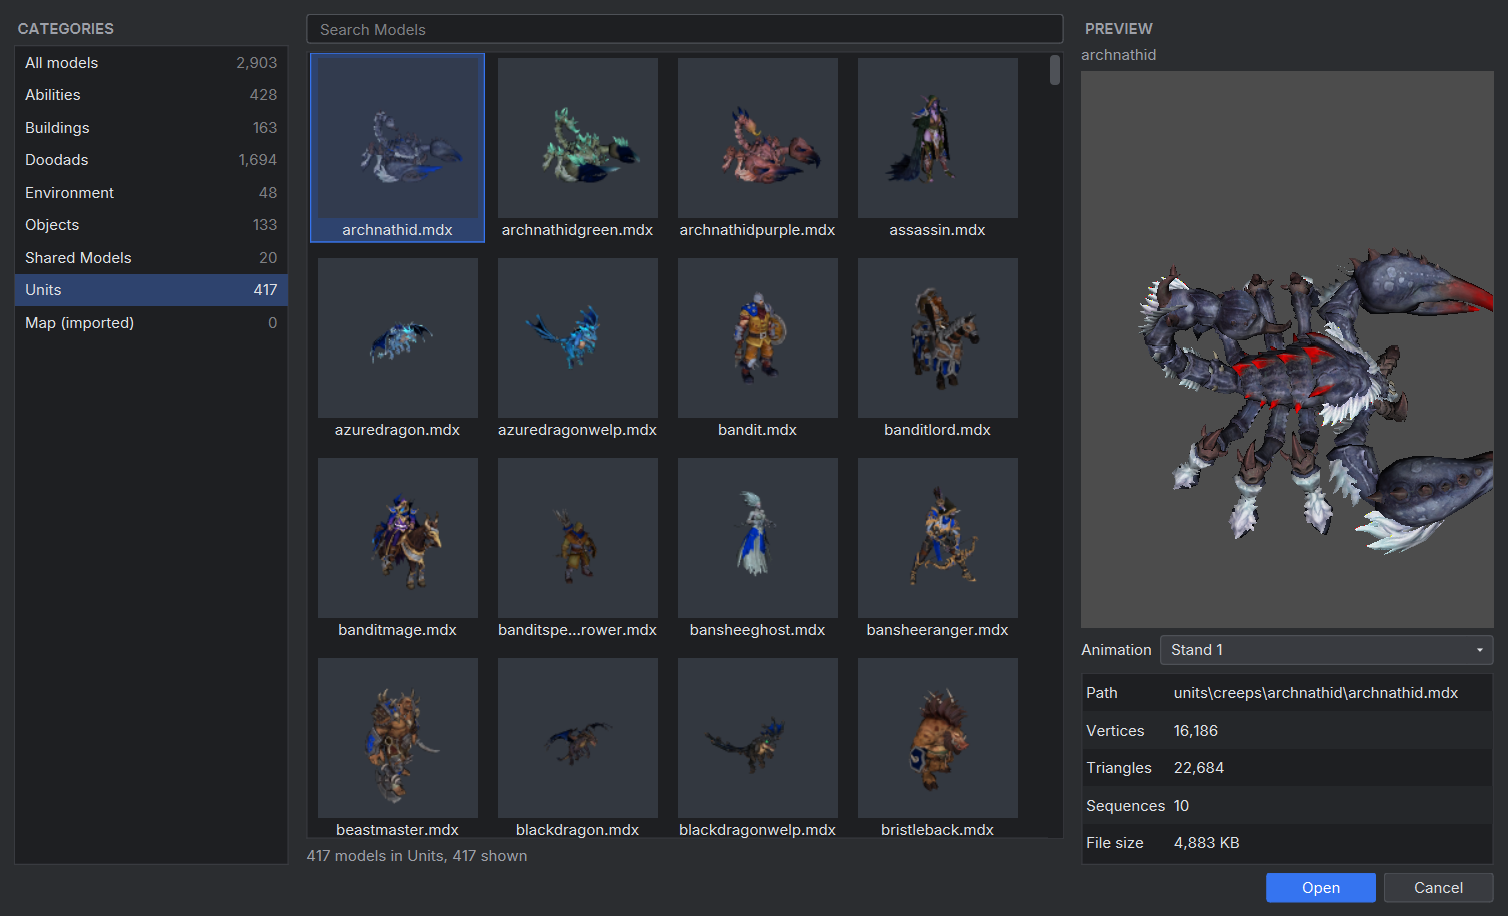 CATEGORIES
All models 2,903
Abilities 428
Buildings 163
Doodads 1,694
Environment 48
Objects 133
Shared Models 20
Units 417
Map (imported) 0
Search Models
archnathid.mdx
archnathidgreen.mdx
archnathidpurple.mdx
assassin.mdx
azuredragon.mdx
azuredragonwelp.mdx
bandit.mdx
banditlord.mdx
banditmage.mdx
banditspe...rower.mdx
bansheeghost.mdx
bansheeranger.mdx
beastmaster.mdx
blackdragon.mdx
blackdragonwelp.mdx
bristleback.mdx
417 models in Units, 417 shown
PREVIEW
archnathid
Animation Stand 1
Path units\creeps\archnathid\archnathid.mdx
Vertices 16,186
Triangles 22,684
Sequences 10
File size 4,883 KB
Open
Cancel